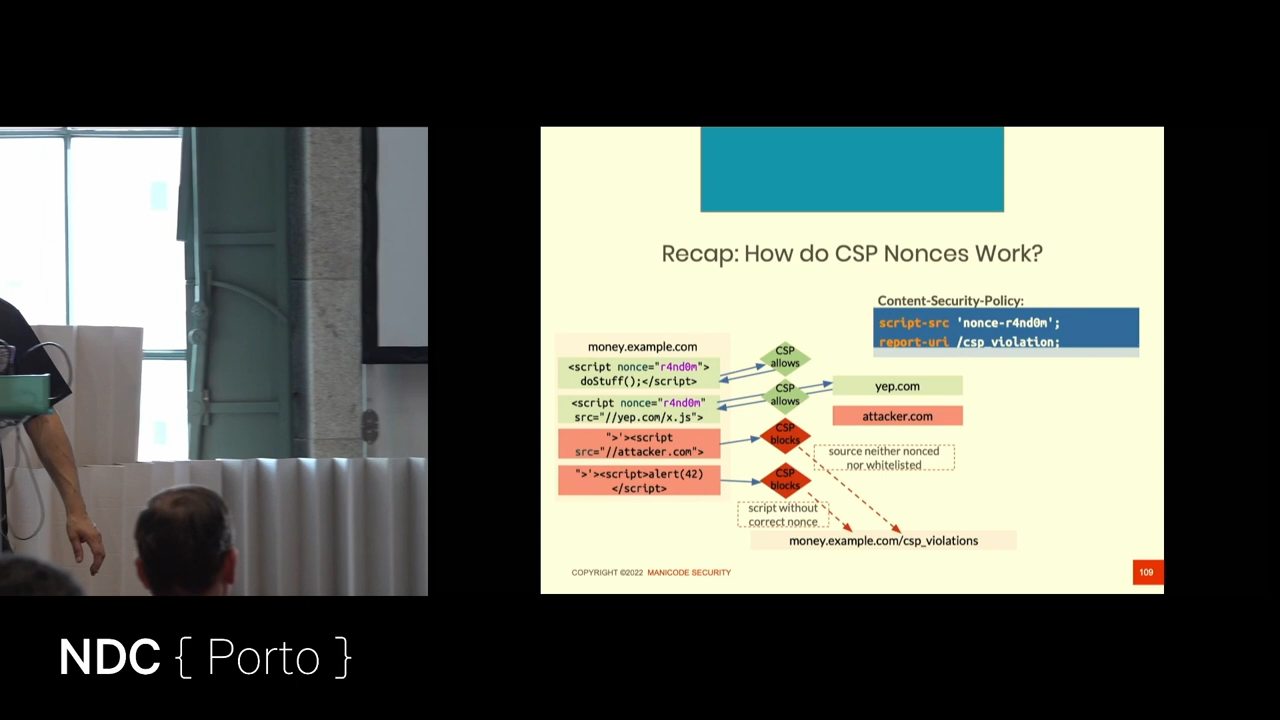 Recap: How do CSP Nonces Work?
Content-Security-Policy:
script-src 'nonce-r4nd0m';
report-uri /csp_violation;
money.example.com
<script nonce="r4nd0m">
doStuff();</script>
<script nonce="r4nd0m"
src="//yep.com/x.js">
">'><script
src="//attacker.com">
">'><script>alert(42)
</script>
CSP
allows
CSP
allows
CSP
blocks
CSP
blocks
yep.com
attacker.com
source neither nonced
nor whitelisted
script without
correct nonce
money.example.com/csp_violations
COPYRIGHT ©2022 MANICODE SECURITY
109
NDC { Porto }